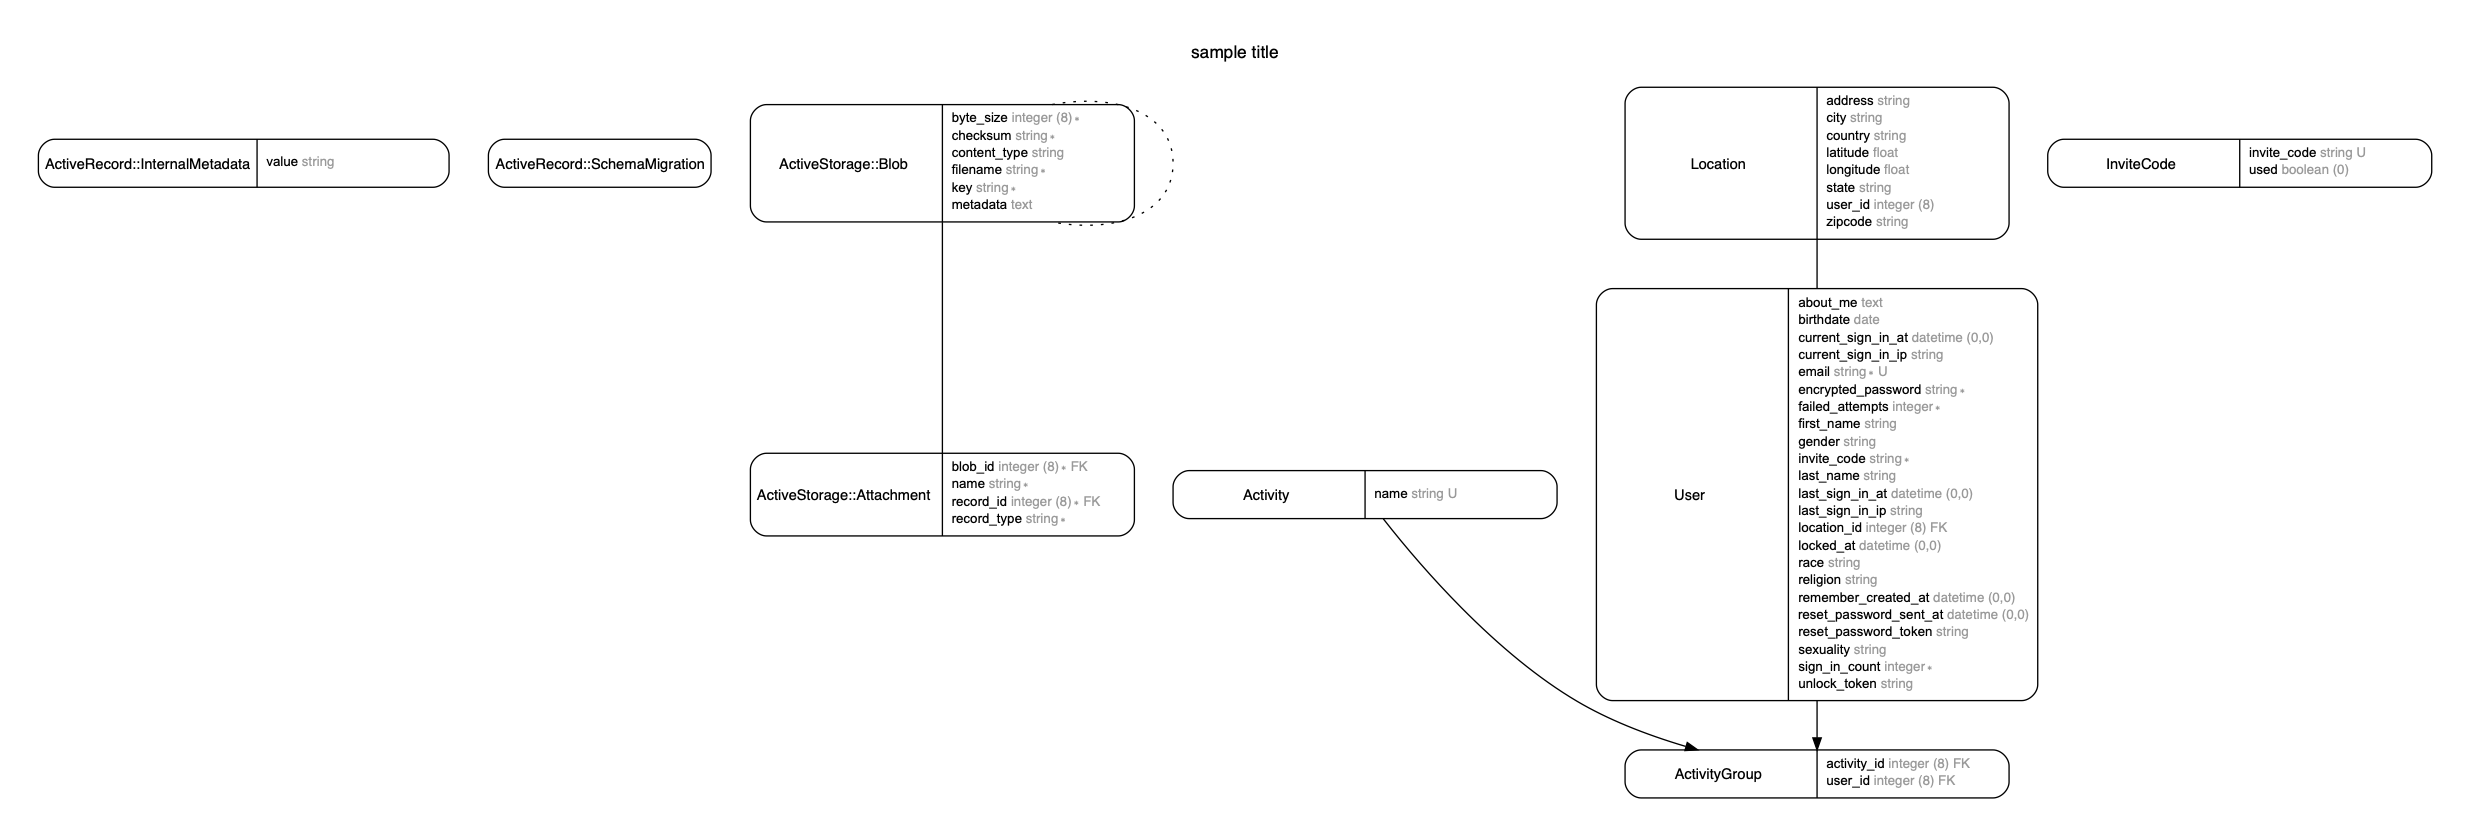 sample title
ActiveRecord::InternalMetadata
value string
ActiveRecord::SchemaMigration
ActiveStorage::Blob
byte_size integer (8) *
checksum string *
content_type string
filename string *
key string *
metadata text
Location
address string
city string
country string
latitude float
longitude float
state string
user_id integer (8)
zipcode string
InviteCode
invite_code string U
used boolean (0)
ActiveStorage::Attachment
blob_id integer (8) * FK
name string *
record_id integer (8) * FK
record_type string *
Activity
name string U
User
about_me text
birthdate date
current_sign_in_at datetime (0,0)
current_sign_in_ip string
email string * U
encrypted_password string *
failed_attempts integer *
first_name string
gender string
invite_code string *
last_name string
last_sign_in_at datetime (0,0)
last_sign_in_ip string
location_id integer (8) FK
locked_at datetime (0,0)
race string
religion string
remember_created_at datetime (0,0)
reset_password_sent_at datetime (0,0)
reset_password_token string
sexuality string
sign_in_count integer *
unlock_token string
ActivityGroup
activity_id integer (8) FK
user_id integer (8) FK